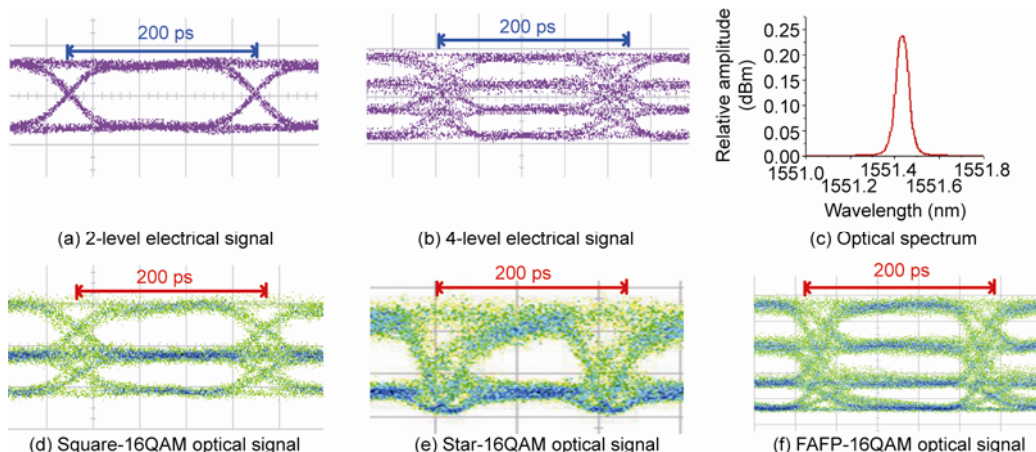 200 ps
200 ps
Relative amplitude
(dBm)
0.25
0.20
0.15
0.10
0.05
0.00
1551.0
1551.2
1551.4
1551.6
1551.8
Wavelength (nm)
(a) 2-level electrical signal
(b) 4-level electrical signal
(c) Optical spectrum
200 ps
200 ps
200 ps
(d) Square-16QAM optical signal
(e) Star-16QAM optical signal
(f) FAFP-16QAM optical signal